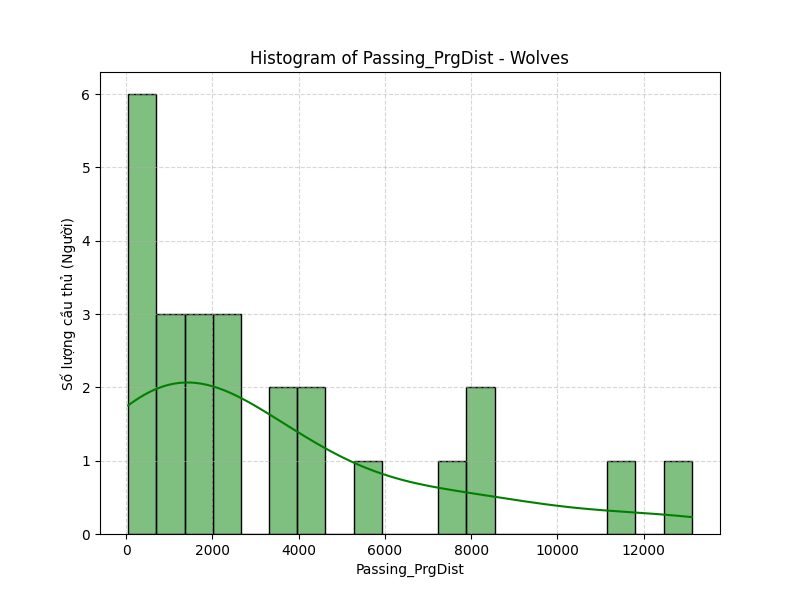 Histogram of Passing_PrgDist - Wolves
Số lượng cầu thủ (Người)
6
5
4
3
2
1
0
0 2000 4000 6000 8000 10000 12000
Passing_PrgDist